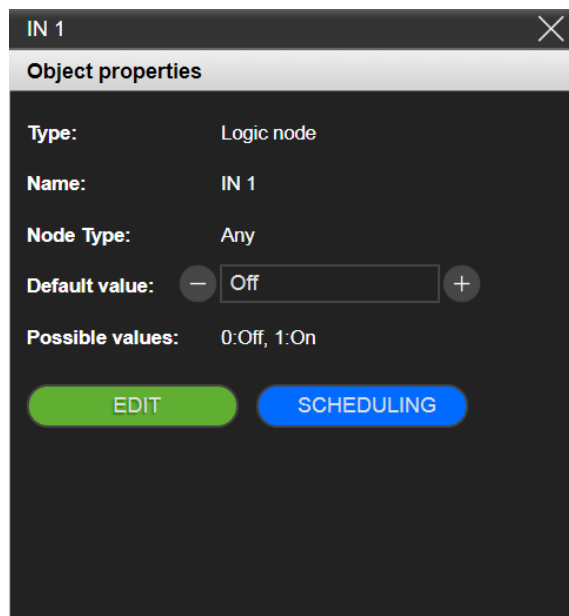 IN 1
Object properties
Type: Logic node
Name: IN 1
Node Type: Any
Default value: − Off +
Possible values: 0:Off, 1:On
EDIT SCHEDULING